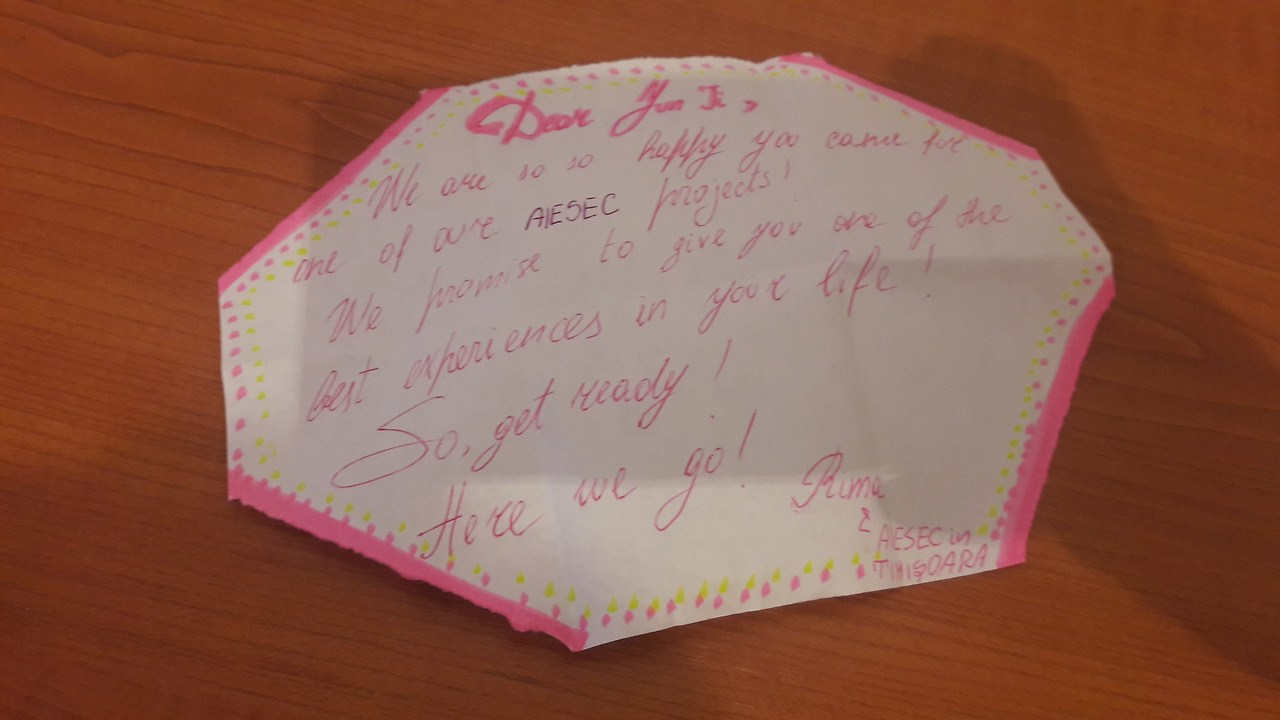 Dear Yun Ji,
We are so so happy you came for
one of our AIESEC projects!
We promise to give you one of the
best experiences in your life!
So, get ready!
Here we go!
Rima
&
AIESEC in
TIMIŞOARA